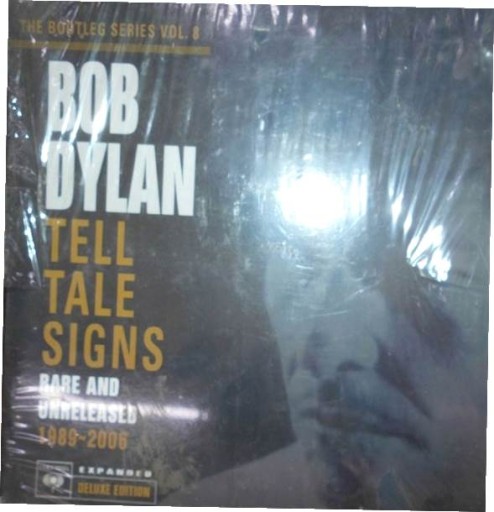 THE BOOTLEG SERIES VOL. 8
BOB
DYLAN
TELL
TALE
SIGNS
RARE AND
UNRELEASED
1989-2006
EXPANDED
DELUXE EDITION